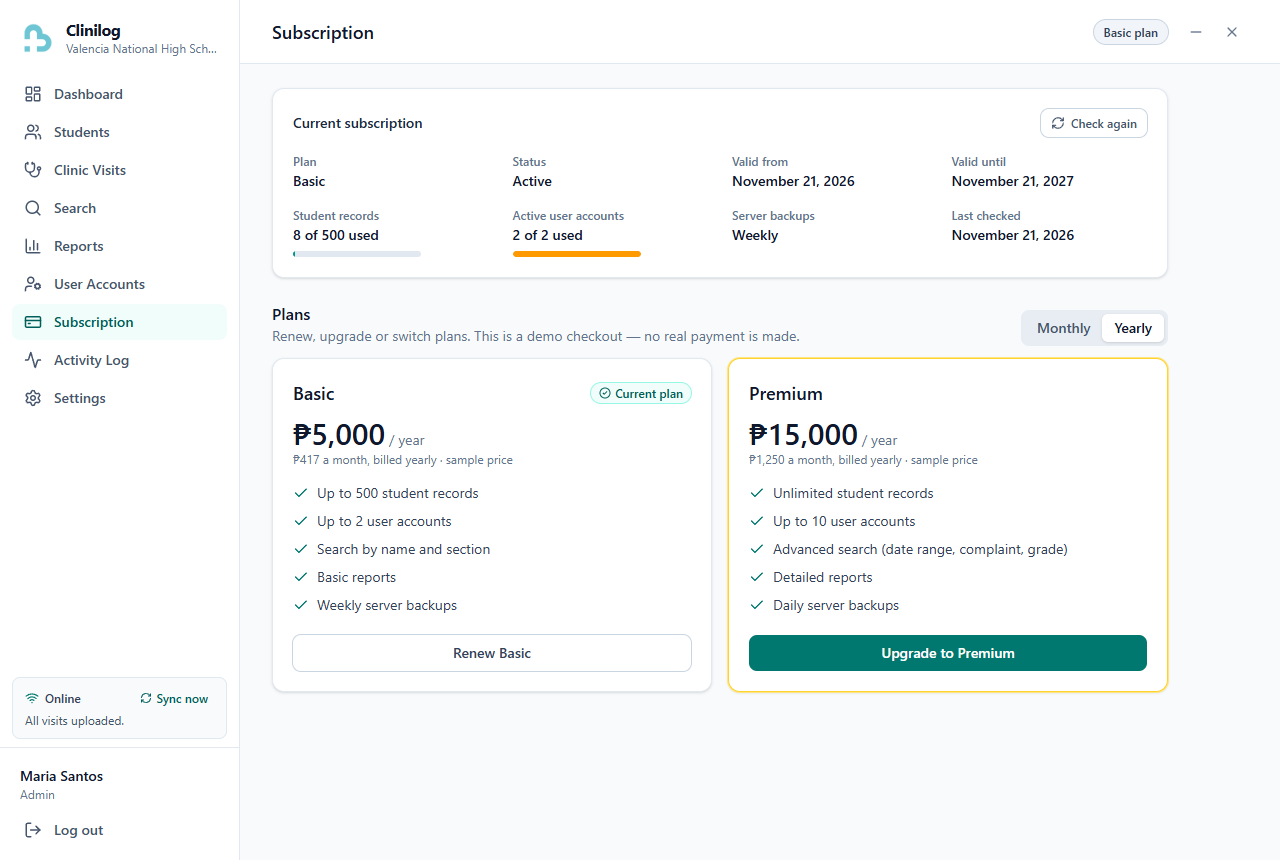 Clinilog
Valencia National High Sch...
Dashboard
Students
Clinic Visits
Search
Reports
User Accounts
Subscription
Activity Log
Settings
Online
Sync now
All visits uploaded.
Maria Santos
Admin
Log out
Subscription
Basic plan
Current subscription
Check again
Plan
Basic
Status
Active
Valid from
November 21, 2026
Valid until
November 21, 2027
Student records
8 of 500 used
Active user accounts
2 of 2 used
Server backups
Weekly
Last checked
November 21, 2026
Plans
Renew, upgrade or switch plans. This is a demo checkout — no real payment is made.
Monthly
Yearly
Basic
Current plan
₱5,000 / year
₱417 a month, billed yearly · sample price
Up to 500 student records
Up to 2 user accounts
Search by name and section
Basic reports
Weekly server backups
Renew Basic
Premium
₱15,000 / year
₱1,250 a month, billed yearly · sample price
Unlimited student records
Up to 10 user accounts
Advanced search (date range, complaint, grade)
Detailed reports
Daily server backups
Upgrade to Premium